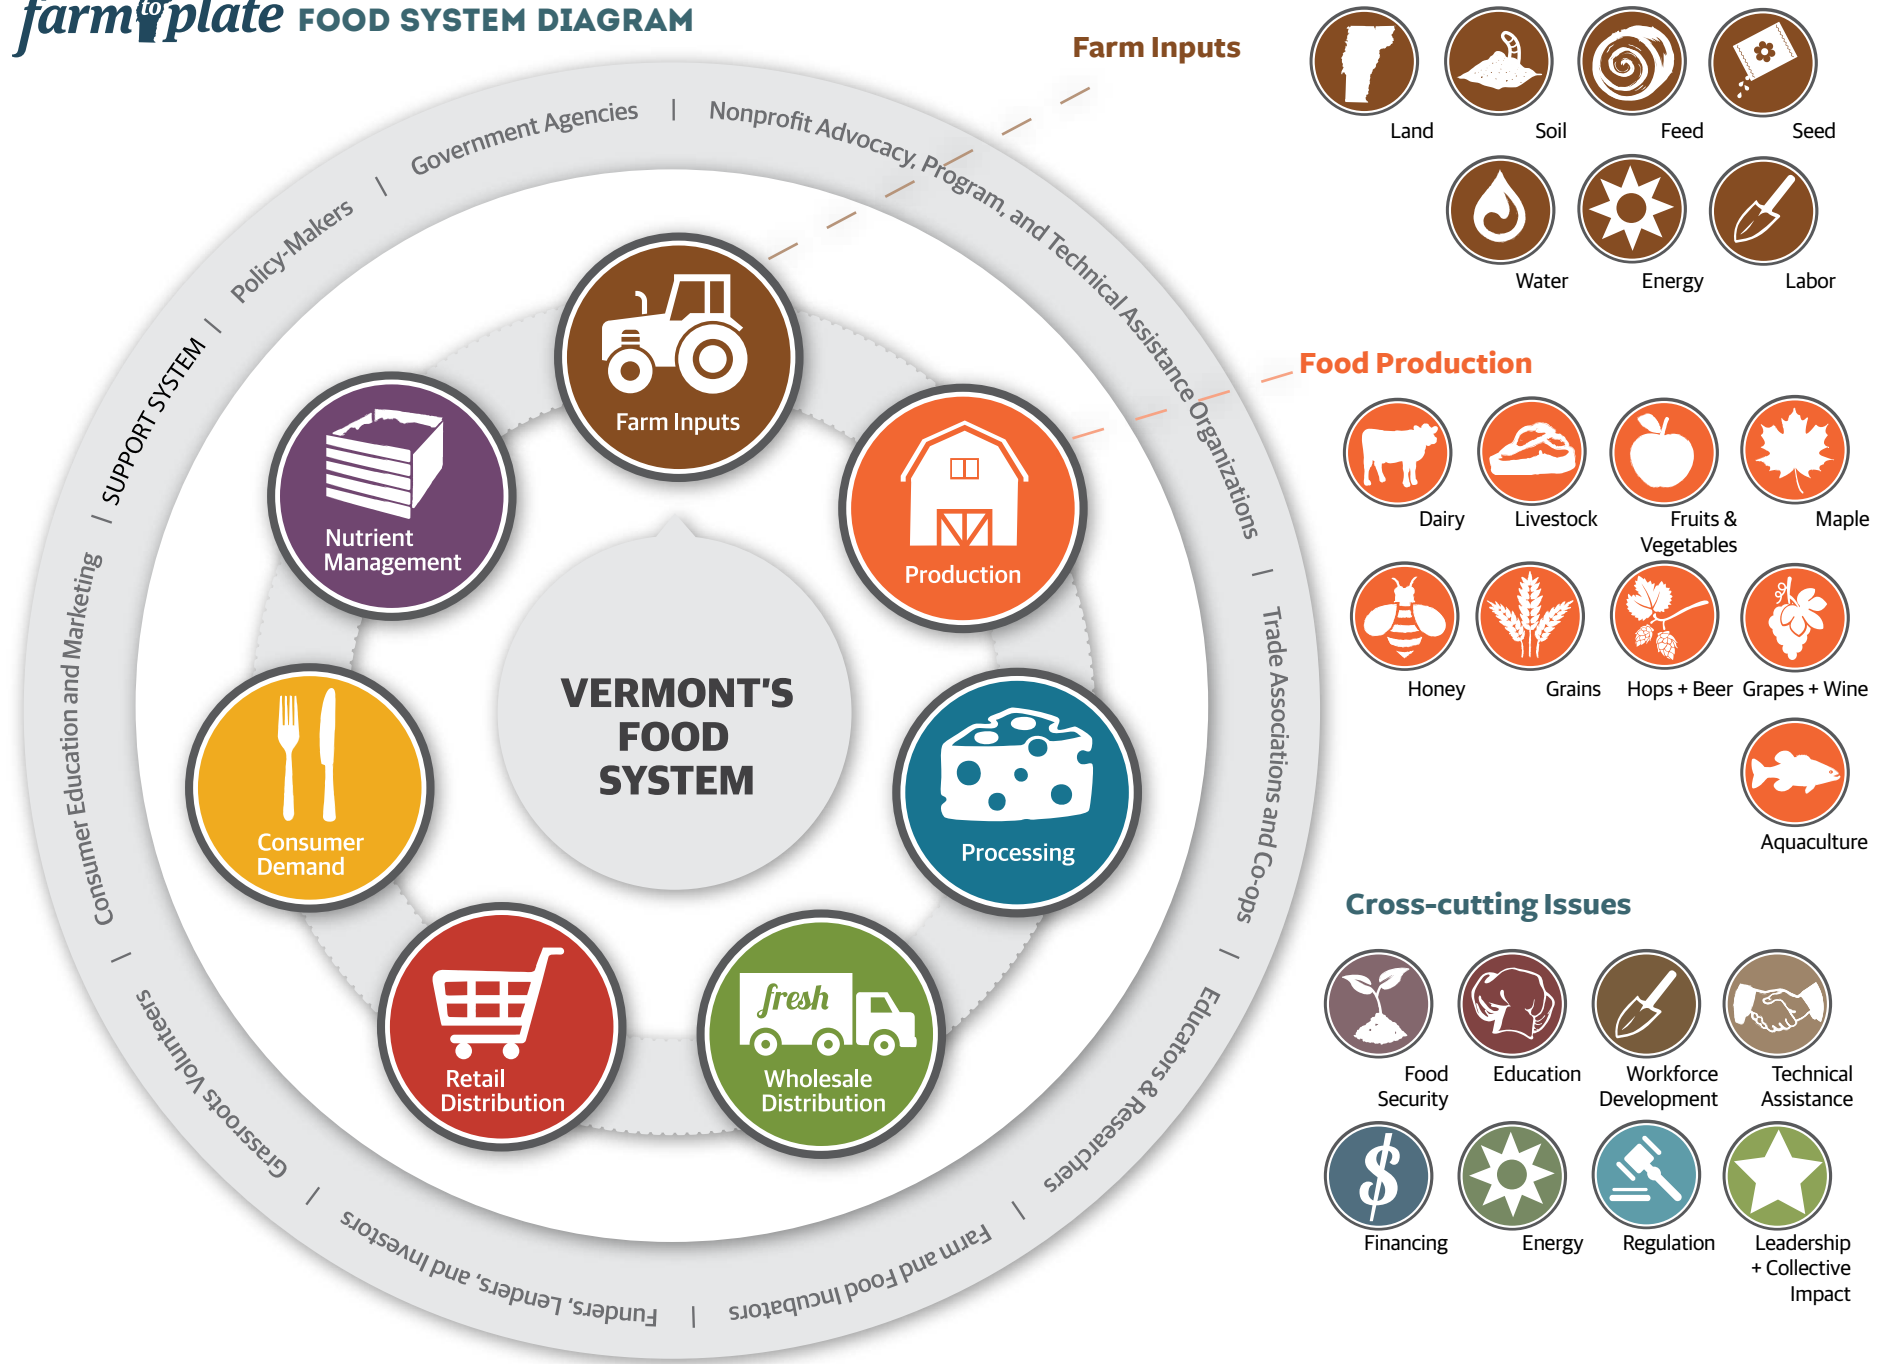 farm to plate FOOD SYSTEM DIAGRAM
SUPPORT SYSTEM | Policy-Makers | Government Agencies | Nonprofit Advocacy, Program, and Technical Assistance Organizations | Trade Associations and Co-ops | Educators & Researchers | Farm and Food Incubators | Funders, Lenders, and Investors | Grassroots Volunteers | Consumer Education and Marketing |
Farm Inputs
Production
Processing
fresh
Wholesale
Distribution
Retail
Distribution
Consumer
Demand
Nutrient
Management
VERMONT'S
FOOD
SYSTEM
Farm Inputs
Land Soil Feed Seed
Water Energy Labor
Food Production
Dairy Livestock Fruits & Maple
Vegetables
Honey Grains Hops + Beer Grapes + Wine
Aquaculture
Cross-cutting Issues
Food Education Workforce Technical
Security Development Assistance
$
Financing Energy Regulation Leadership
+ Collective
Impact